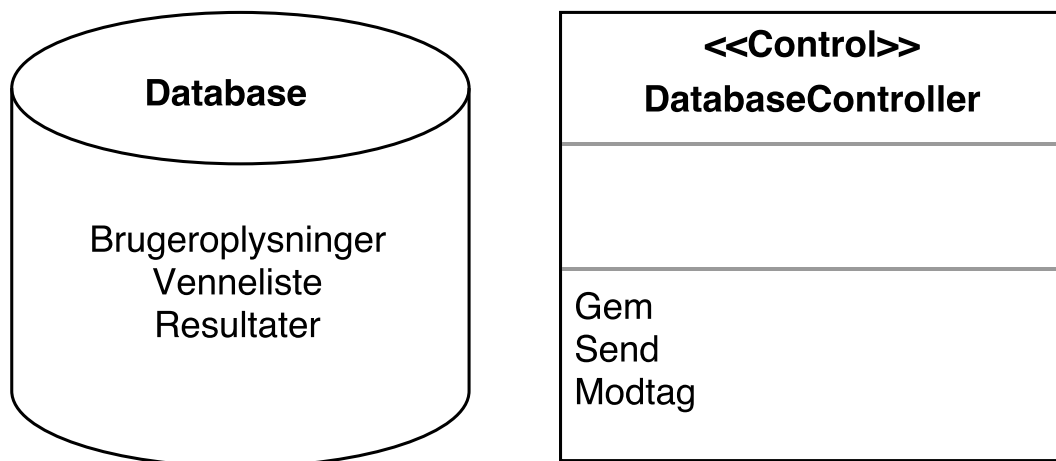 Database
Brugeroplysninger
Venneliste
Resultater
<<Control>>
DatabaseController
Gem
Send
Modtag